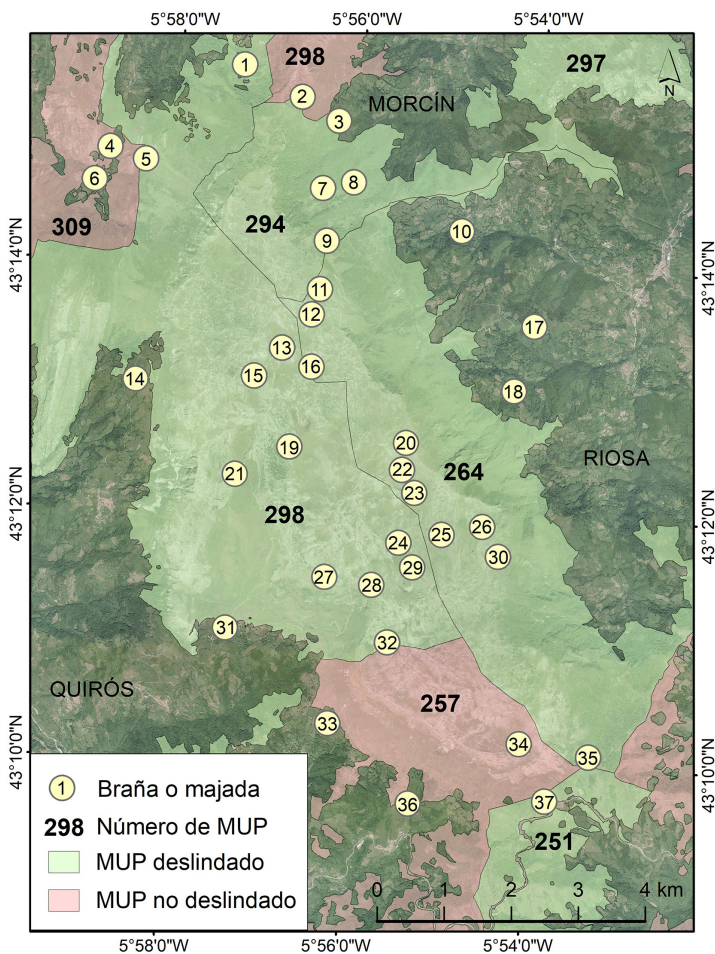 5°58'0"W 5°56'0"W 5°54'0"W
1
298
297
2
MORCÍN
N
3
4
5
6
7
8
309
294
10
9
43°14'0"N
43°14'0"N
11
12
17
13
16
14
15
18
20
19
RIOSA
22
264
21
23
43°12'0"N
43°12'0"N
298
26
25
24
30
29
27
28
31
32
QUIRÓS
257
33
34
35
43°10'0"N
43°10'0"N
36
37
251
1 Braña o majada
298 Número de MUP
MUP deslindado
MUP no deslindado
0 1 2 3 4 km
5°58'0"W 5°56'0"W 5°54'0"W